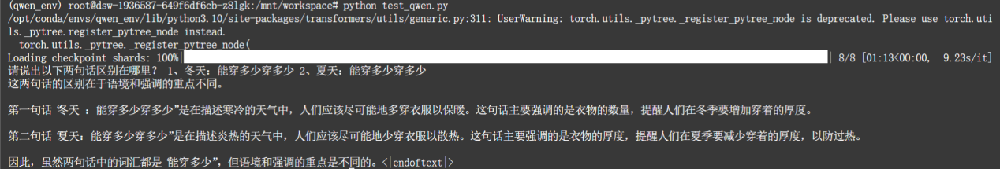 (qwen_env) root@dsw-1936587-649f6df6cb-z8lgk:/mnt/workspace# python test_qwen.py
/opt/conda/envs/qwen_env/lib/python3.10/site-packages/transformers/utils/generic.py:311: UserWarning: torch.utils._pytree._register_pytree_node is deprecated. Please use torch.uti
ls._pytree.register_pytree_node instead.
  torch.utils._pytree._register_pytree_node(
Loading checkpoint shards: 100%|██████████| 8/8 [01:13<00:00,  9.23s/it]
请说出以下两句话区别在哪里? 1、冬天:能穿多少穿多少 2、夏天:能穿多少穿多少
这两句话的区别在于语境和强调的重点不同。
第一句话“冬天 :能穿多少穿多少”是在描述寒冷的天气中,人们应该尽可能地多穿衣服以保暖。这句话主要强调的是衣物的数量,提醒人们在冬季要增加穿着的厚度。
第二句话“夏天:能穿多少穿多少”是在描述炎热的天气中,人们应该尽可能地少穿衣服以散热。这句话主要强调的是衣物的厚度,提醒人们在夏季要减少穿着的厚度,以防过热。
因此,虽然两句话中的词汇都是“能穿多少”,但语境和强调的重点是不同的。<|endoftext|>